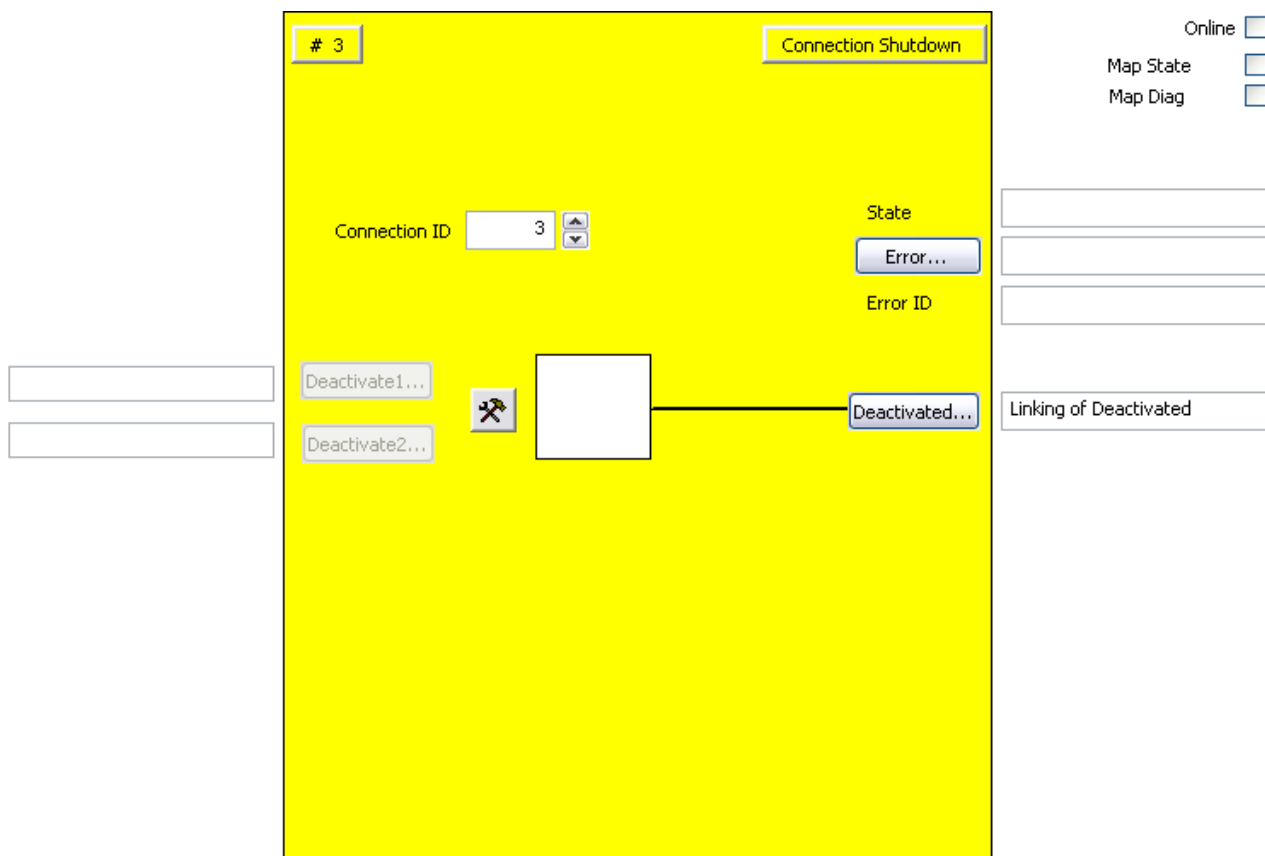 # 3
Connection Shutdown
Online
Map State
Map Diag
State
Connection ID
3
Error...
Error ID
Deactivate1...
Deactivated...
Linking of Deactivated
Deactivate2...